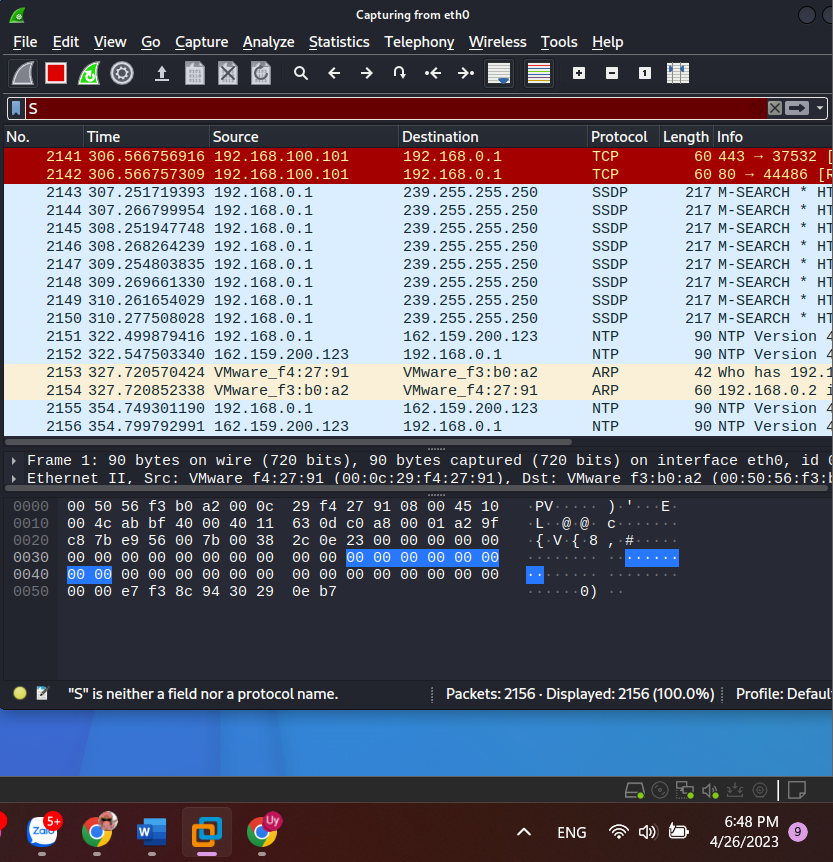 Capturing from eth0
File Edit View Go Capture Analyze Statistics Telephony Wireless Tools Help
S
No. Time Source Destination Protocol Length Info
2141 306.566756916 192.168.100.101 192.168.0.1 TCP 60 443 → 37532 [
2142 306.566757309 192.168.100.101 192.168.0.1 TCP 60 80 → 44486 [R
2143 307.251719393 192.168.0.1 239.255.255.250 SSDP 217 M-SEARCH * HT
2144 307.266799954 192.168.0.1 239.255.255.250 SSDP 217 M-SEARCH * HT
2145 308.251947748 192.168.0.1 239.255.255.250 SSDP 217 M-SEARCH * HT
2146 308.268264239 192.168.0.1 239.255.255.250 SSDP 217 M-SEARCH * HT
2147 309.254803835 192.168.0.1 239.255.255.250 SSDP 217 M-SEARCH * HT
2148 309.269661330 192.168.0.1 239.255.255.250 SSDP 217 M-SEARCH * HT
2149 310.261654029 192.168.0.1 239.255.255.250 SSDP 217 M-SEARCH * HT
2150 310.277508028 192.168.0.1 239.255.255.250 SSDP 217 M-SEARCH * HT
2151 322.499879416 192.168.0.1 162.159.200.123 NTP 90 NTP Version 4
2152 322.547503340 162.159.200.123 192.168.0.1 NTP 90 NTP Version 4
2153 327.720570424 VMware_f4:27:91 VMware_f3:b0:a2 ARP 42 Who has 192.1
2154 327.720852338 VMware_f3:b0:a2 VMware_f4:27:91 ARP 60 192.168.0.2 i
2155 354.749301190 192.168.0.1 162.159.200.123 NTP 90 NTP Version 4
2156 354.799792991 162.159.200.123 192.168.0.1 NTP 90 NTP Version 4
Frame 1: 90 bytes on wire (720 bits), 90 bytes captured (720 bits) on interface eth0, id 0
Ethernet II, Src: VMware f4:27:91 (00:0c:29:f4:27:91), Dst: VMware f3:b0:a2 (00:50:56:f3:b
0000 00 50 56 f3 b0 a2 00 0c 29 f4 27 91 08 00 45 10 ·PV·····)·'···E·
0010 00 4c ab bf 40 00 40 11 63 0d c0 a8 00 01 a2 9f ·L··@·@·c·······
0020 c8 7b e9 56 00 7b 00 38 2c 0e 23 00 00 00 00 00 ·{·V·{·8,·#·····
0030 00 00 00 00 00 00 00 00 00 00 00 00 00 00 00 00 ················
0040 00 00 00 00 00 00 00 00 00 00 00 00 00 00 00 00 ················
0050 00 00 e7 f3 8c 94 30 29 0e b7 ······0)··
"S" is neither a field nor a protocol name. Packets: 2156 · Displayed: 2156 (100.0%) Profile: Defaul
5+
Zalo
W
Uy
ENG
6:48 PM
4/26/2023
9